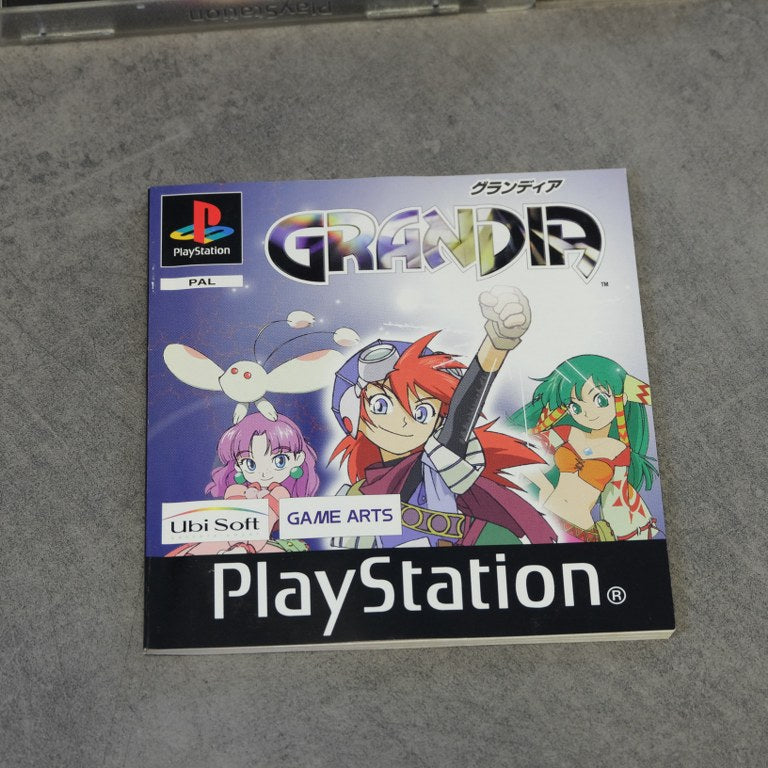 PlayStation
グランディア
GRANDIA
TM
PlayStation
PAL
Ubi Soft
GAME ARTS
PlayStation®